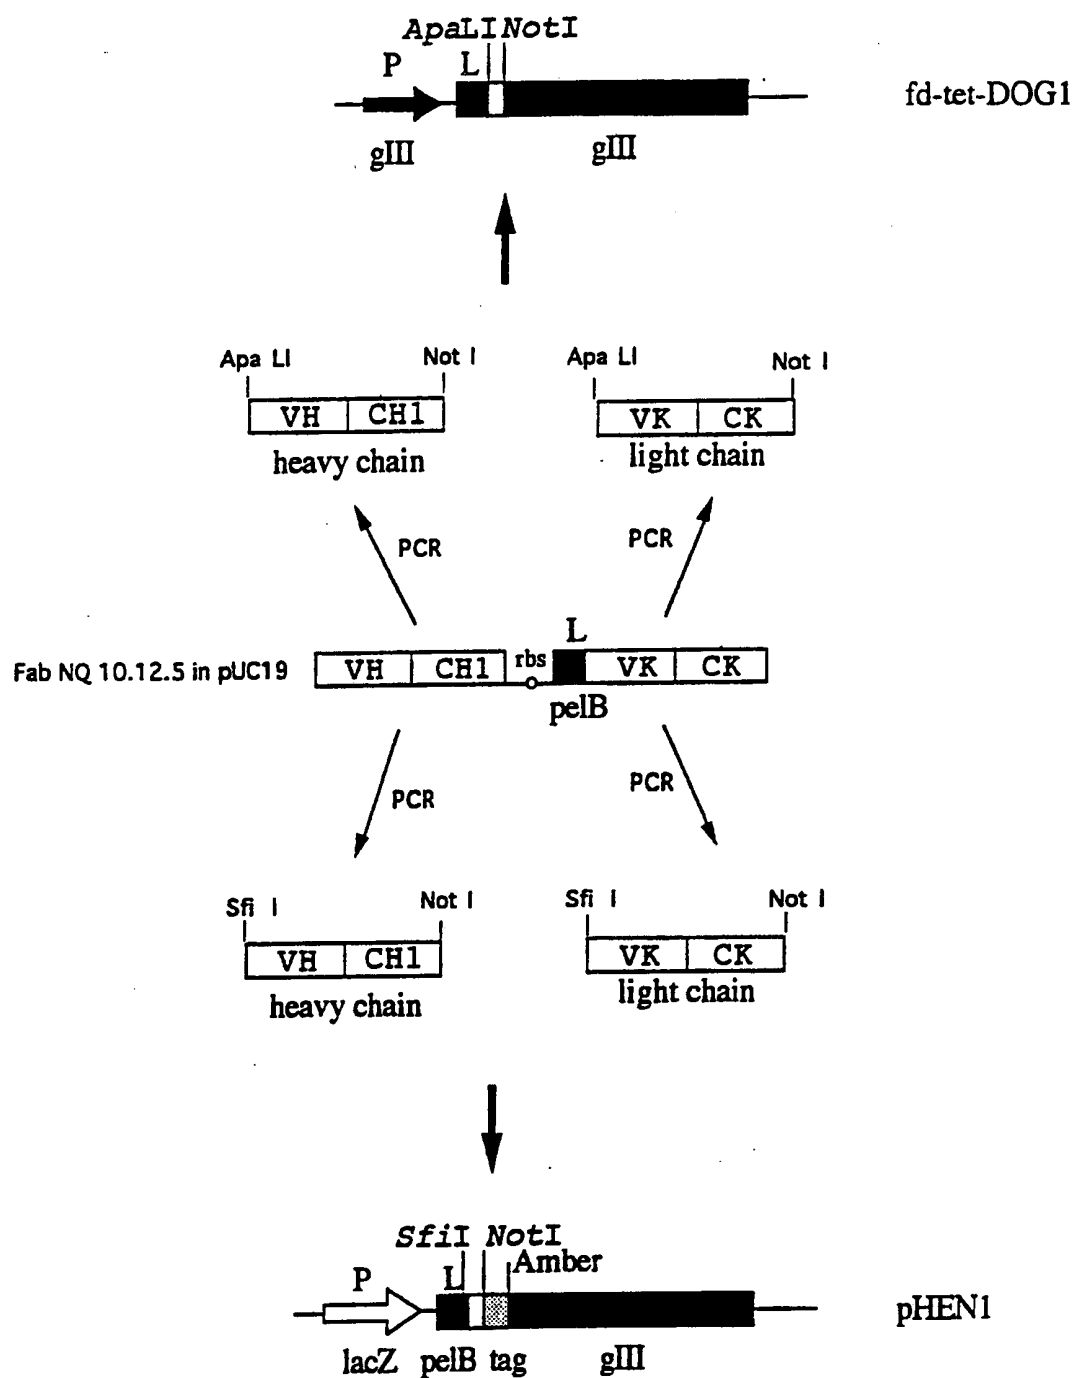 ApaLI NotI
P L
fd-tet-DOG1
gIII gIII
Apa LI Not I Apa LI Not I
VH CH1 VK CK
heavy chain light chain
PCR PCR
L
Fab NQ 10.12.5 in pUC19 VH CH1 rbs VK CK
pelB
PCR PCR
Sfi I Not I Sfi I Not I
VH CH1 VK CK
heavy chain light chain
SfiI NotI
P L Amber
pHEN1
lacZ pelB tag gIII